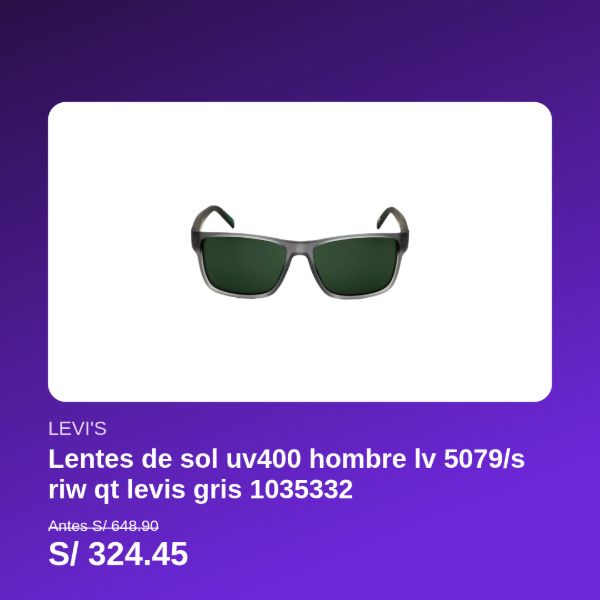 LEVI'S
Lentes de sol uv400 hombre lv 5079/s
riw qt levis gris 1035332
Antes S/ 648.90
S/ 324.45